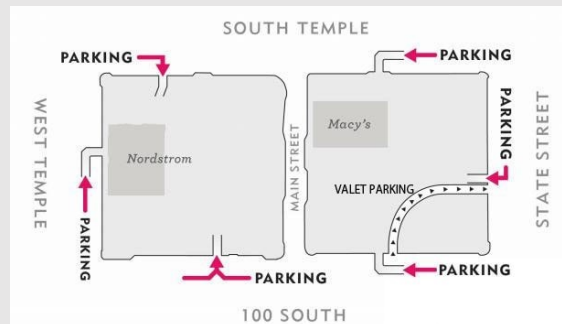 SOUTH TEMPLE
PARKING
PARKING
WEST TEMPLE
Nordstrom
PARKING
MAIN STREET
Macy's
PARKING
VALET PARKING
STATE STREET
PARKING
PARKING
100 SOUTH